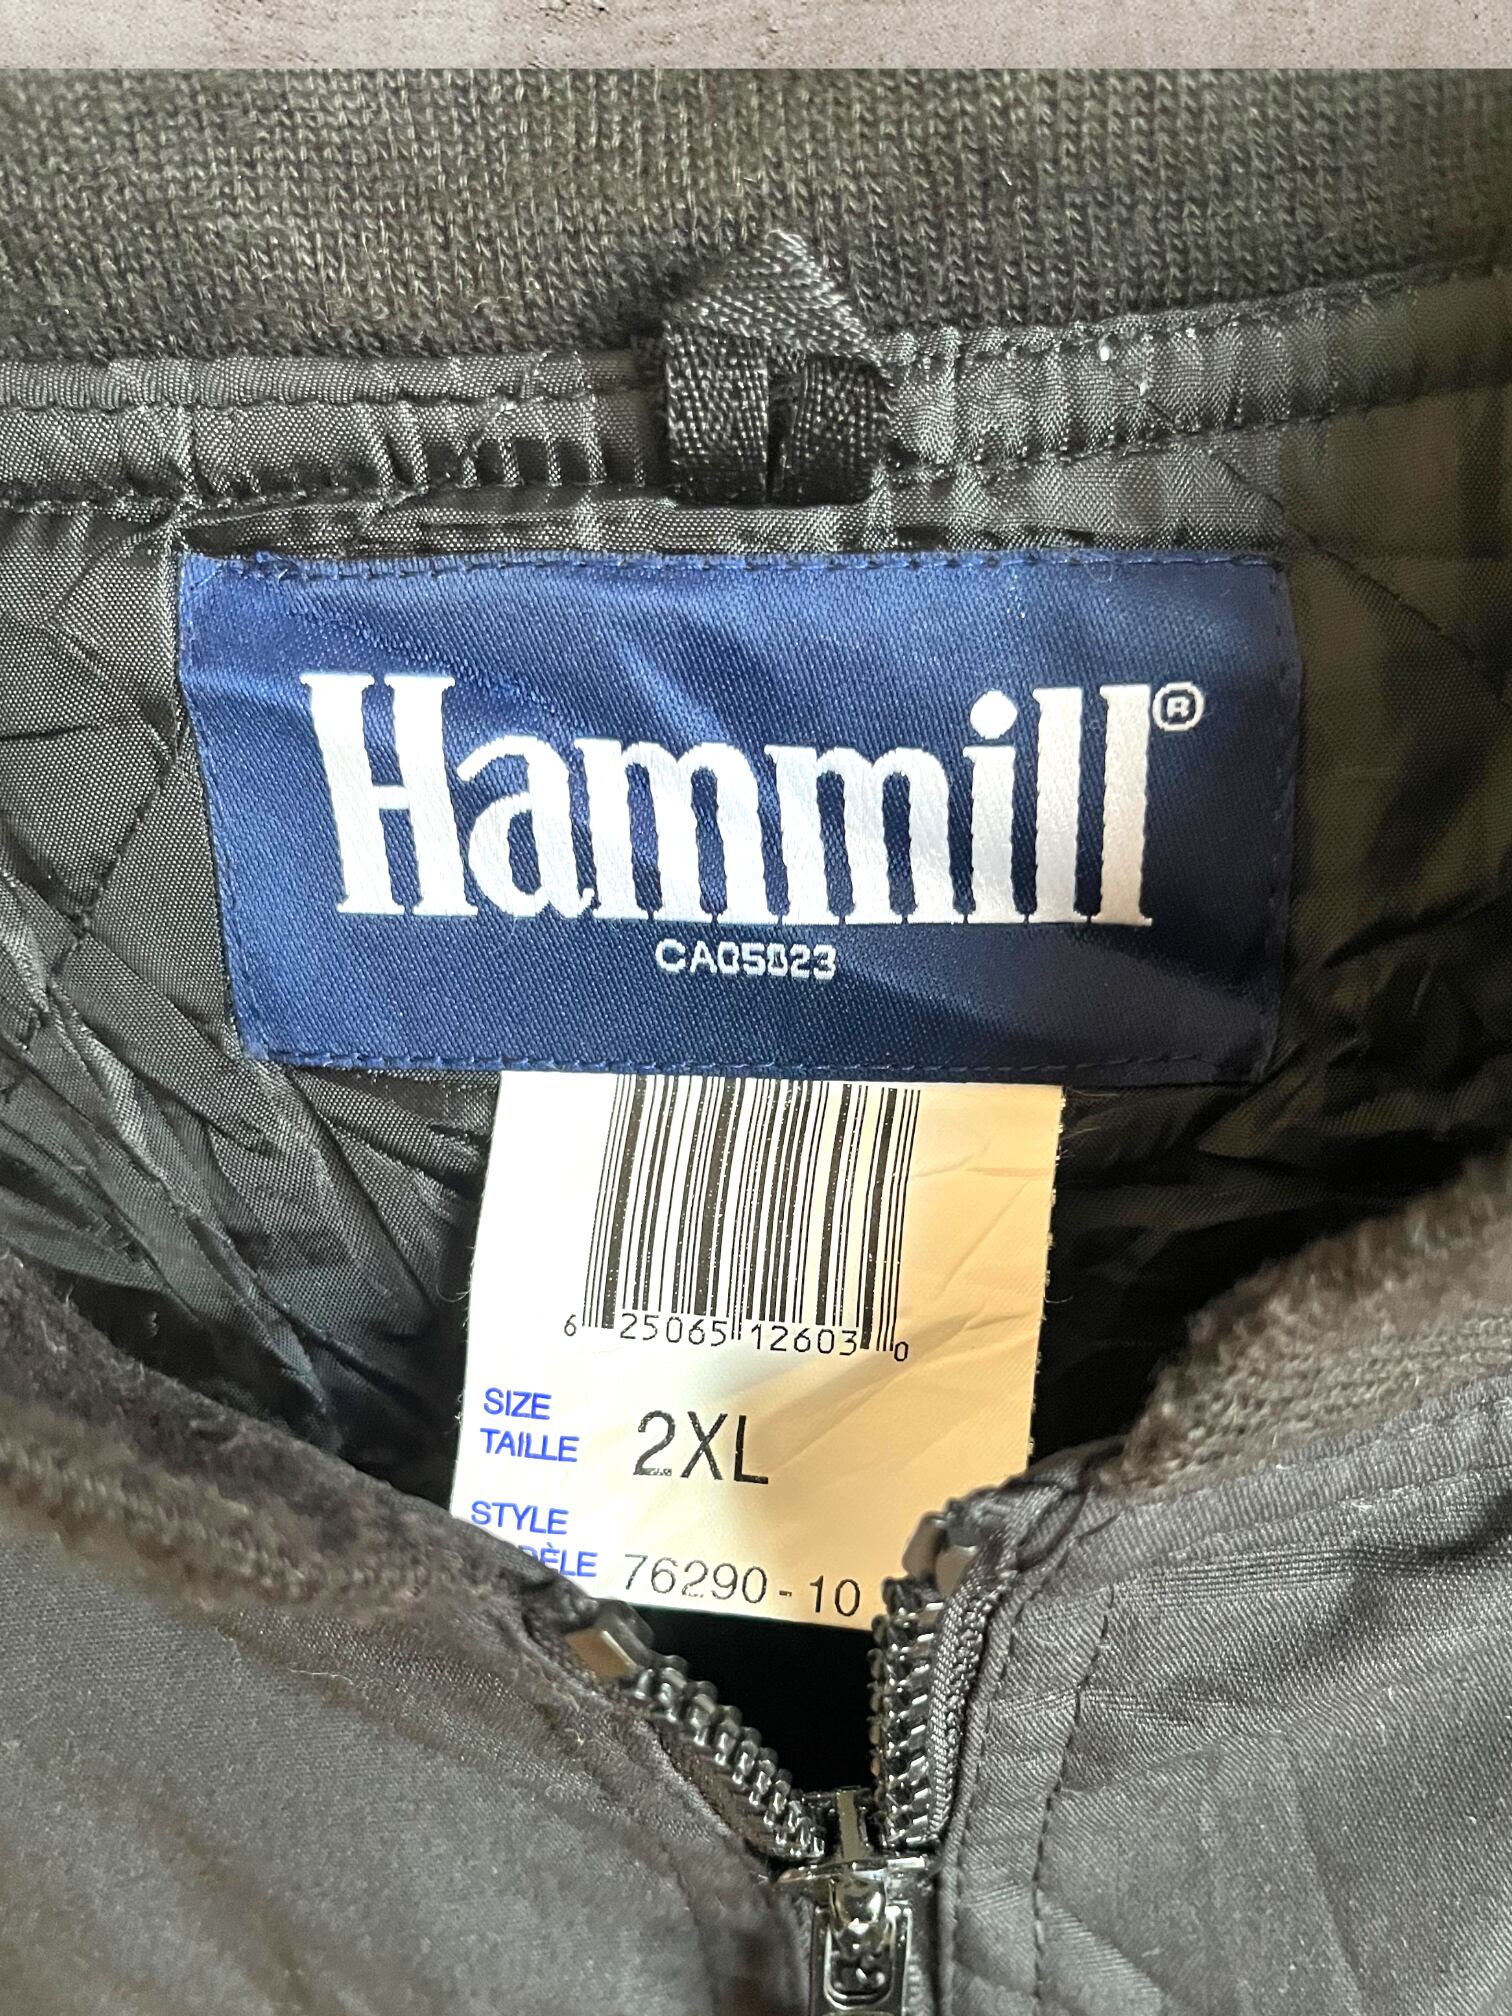 Hammill®
CA05023
6 25065 12603 0
SIZE
TAILLE 2XL
STYLE
76290-10